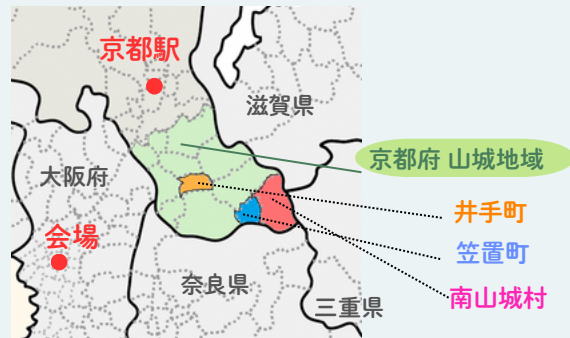 京都駅
滋賀県
京都府 山城地域
大阪府
井手町
会場
笠置町
奈良県
南山城村
三重県